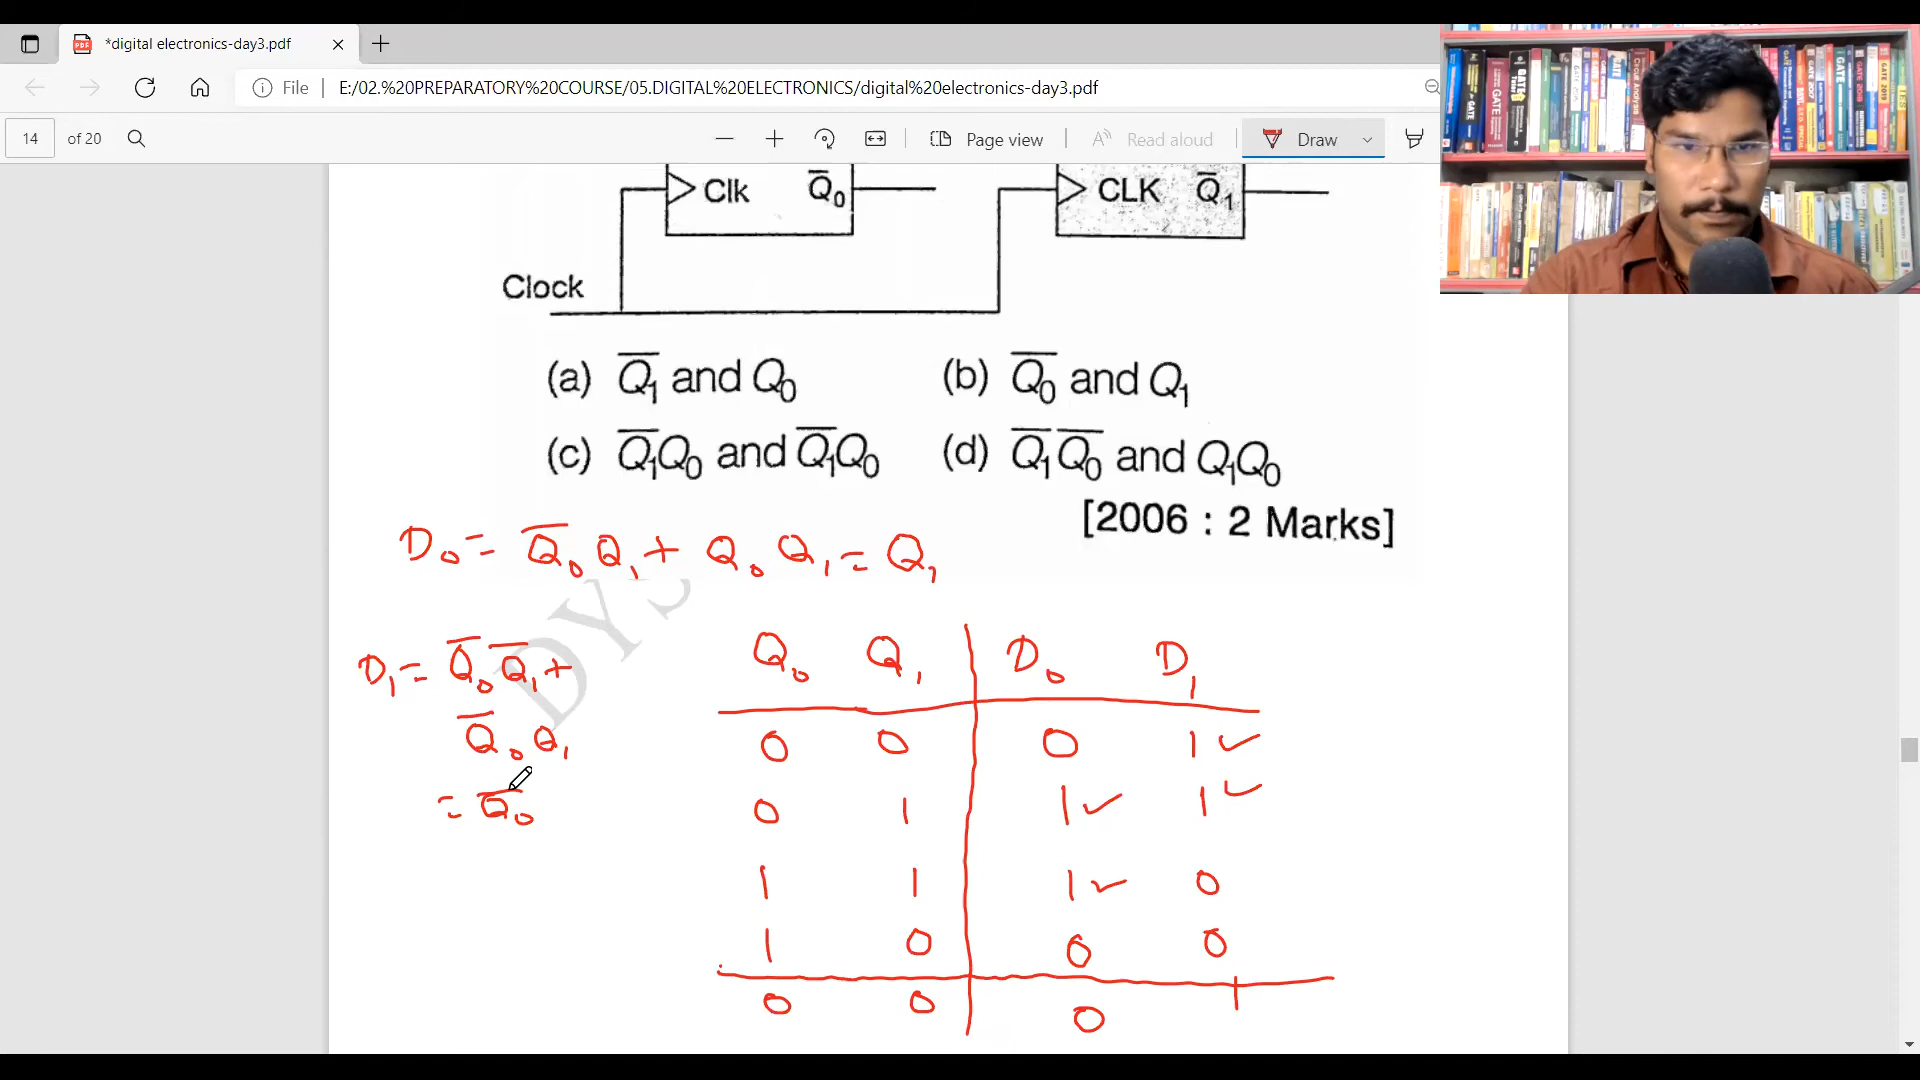 *digital electronics-day3.pdf
File E:/02.%20PREPARATORY%20COURSE/05.DIGITAL%20ELECTRONICS/digital%20electronics-day3.pdf
14 of 20 Page view Read aloud Draw
Clk Q̅₀ CLK Q̅₁
Clock
(a) Q̅₁ and Q₀ (b) Q̅₀ and Q₁
(c) Q̅₁Q₀ and Q̅₁Q₀ (d) Q̅₁Q̅₀ and Q₁Q₀
[2006 : 2 Marks]
D₀ = Q̅₀Q₁ + Q₀Q₁ = Q₁
D₁ = Q̅₀Q̅₁ +
Q̅₀Q₁
= Q̅₀
Q₀ Q₁ D₀ D₁
0 0 0 1 ✓
0 1 1 ✓ 1 ✓
1 1 1 ✓ 0
1 0 0 0
0 0 0 1
DYS